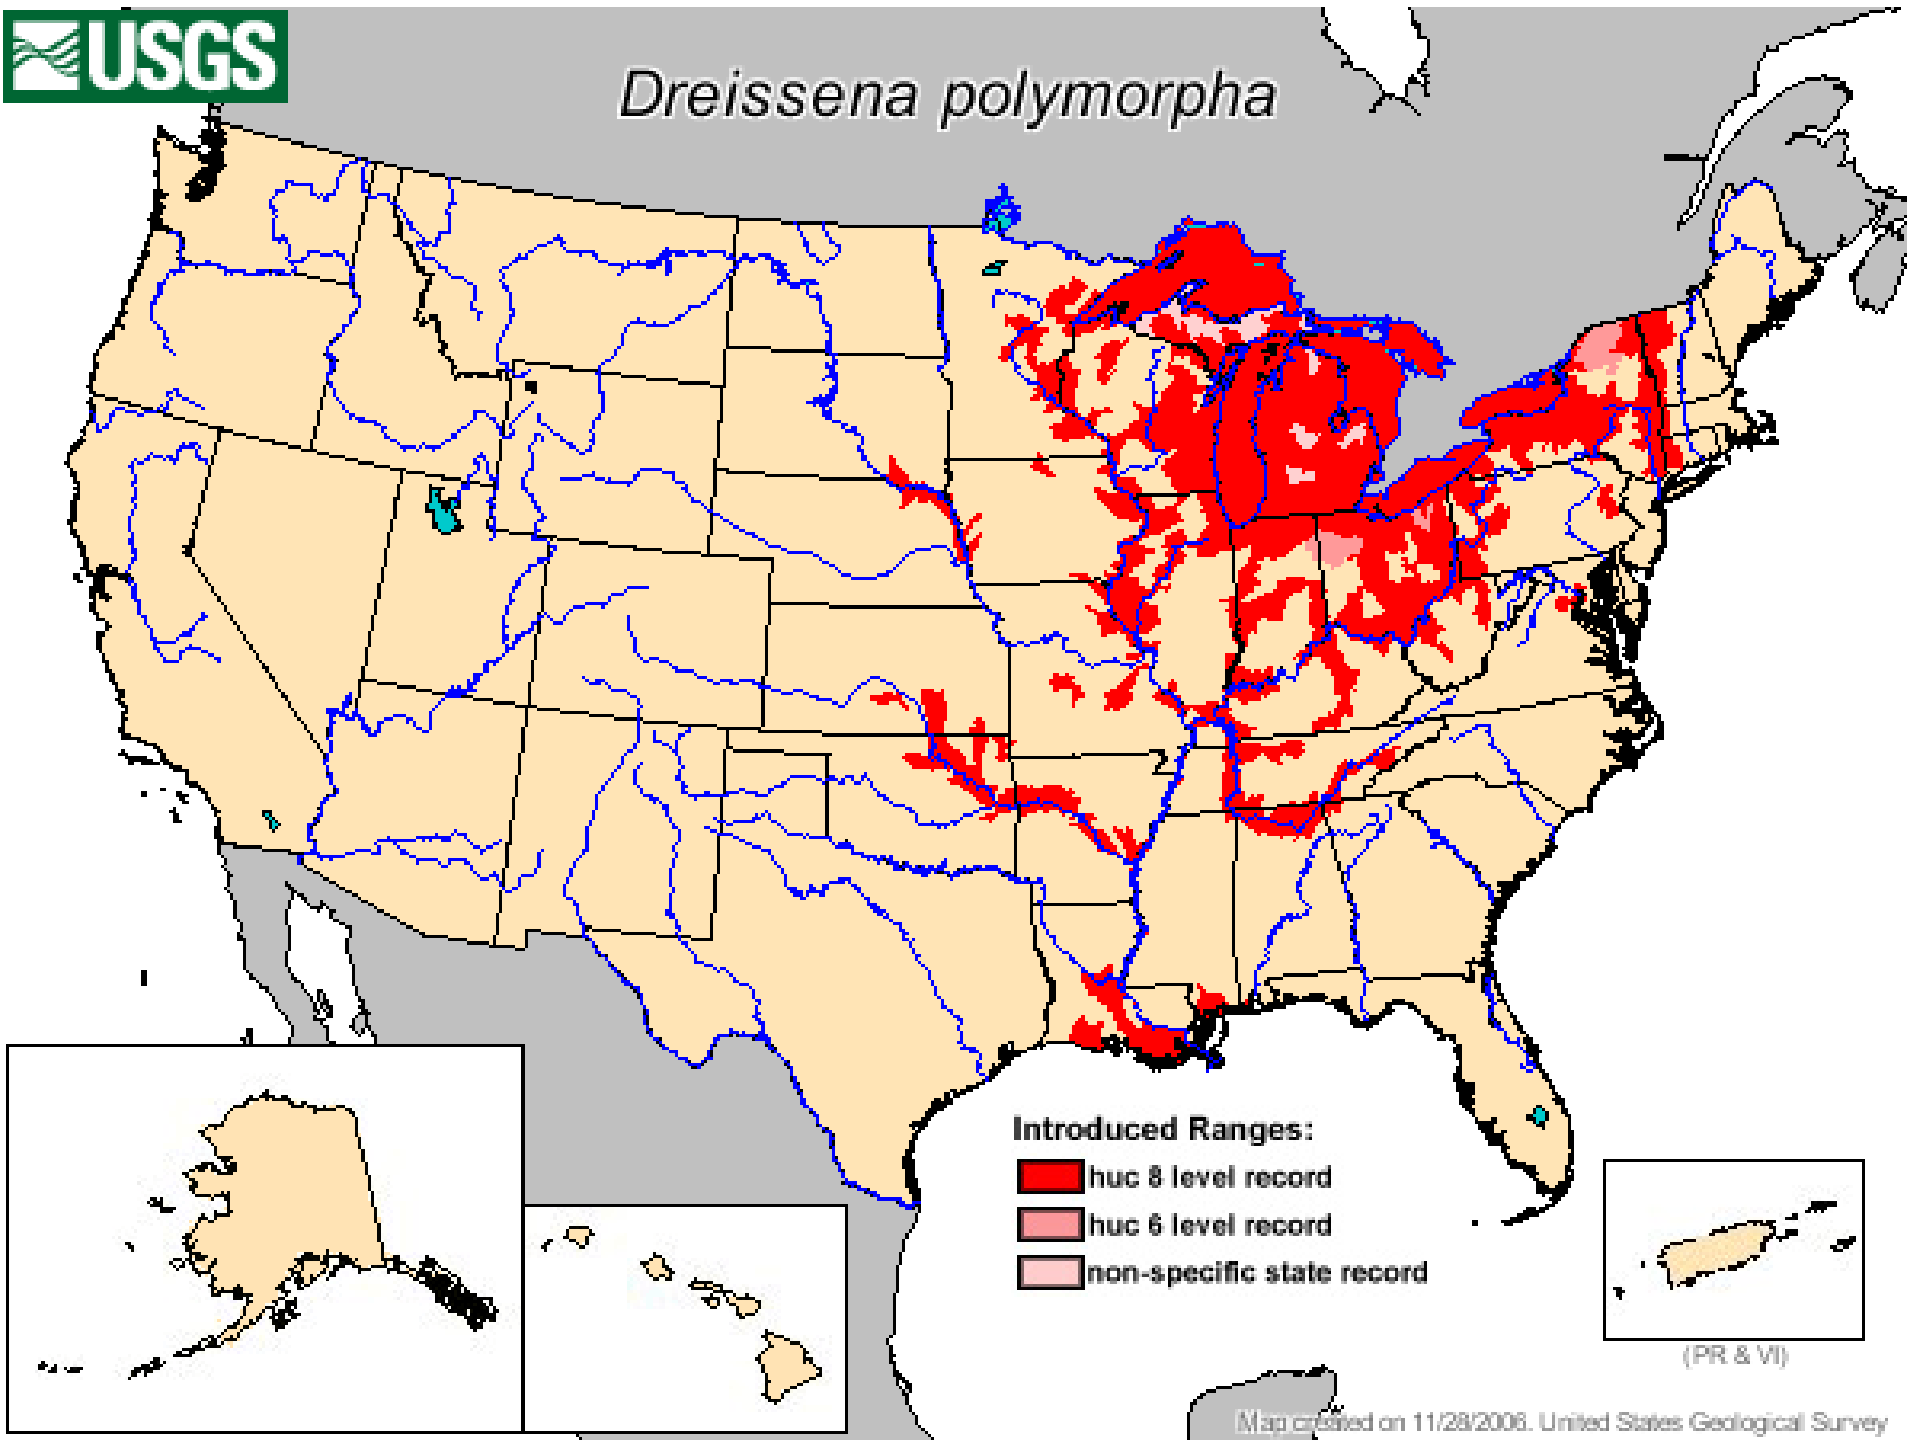 USGS
Dreissena polymorpha
Introduced Ranges:
huc 8 level record
huc 6 level record
non-specific state record
(PR & VI)
Map created on 11/28/2006. United States Geological Survey